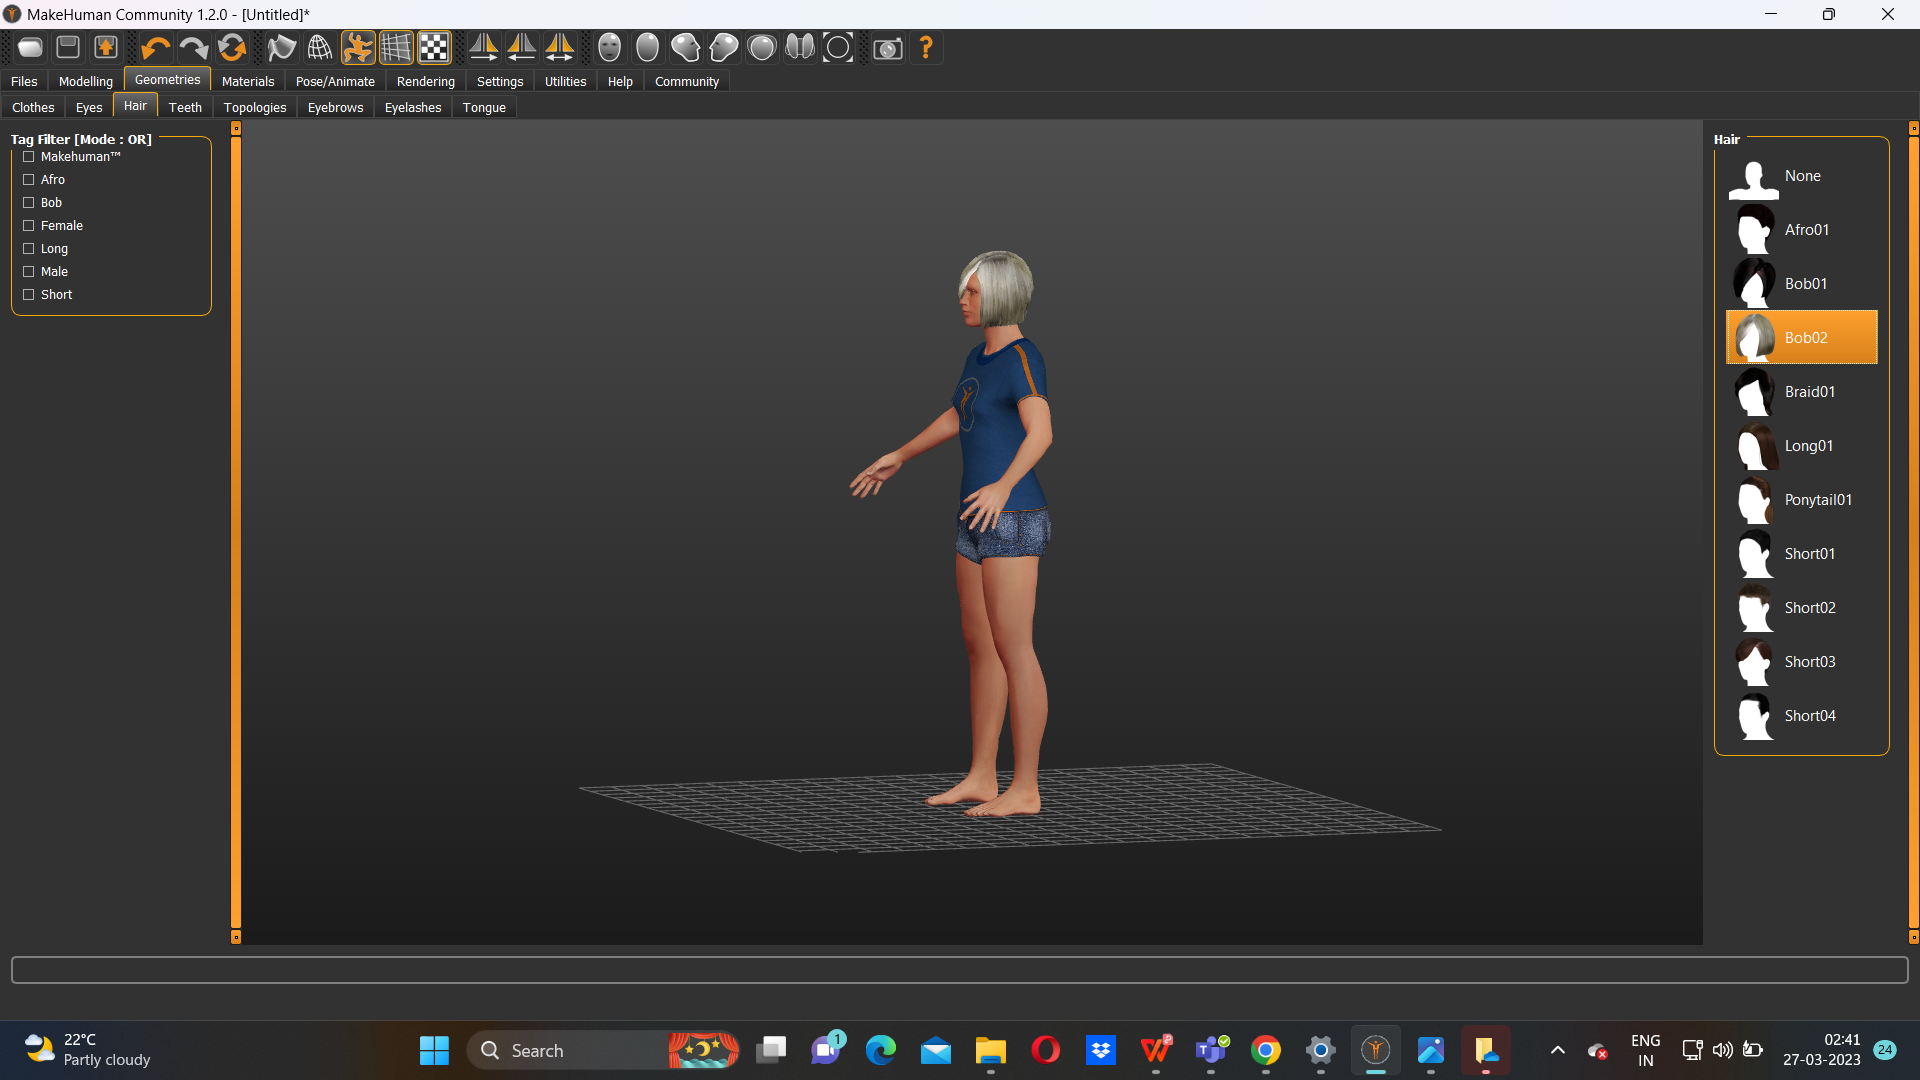 MakeHuman Community 1.2.0 - [Untitled]*
Files Modelling Geometries Materials Pose/Animate Rendering Settings Utilities Help Community
Clothes Eyes Hair Teeth Topologies Eyebrows Eyelashes Tongue
Tag Filter [Mode : OR]
Makehuman™
Afro
Bob
Female
Long
Male
Short
Hair
None
Afro01
Bob01
Bob02
Braid01
Long01
Ponytail01
Short01
Short02
Short03
Short04
22°C
Partly cloudy
Search
1
ENG
IN
02:41
27-03-2023
24